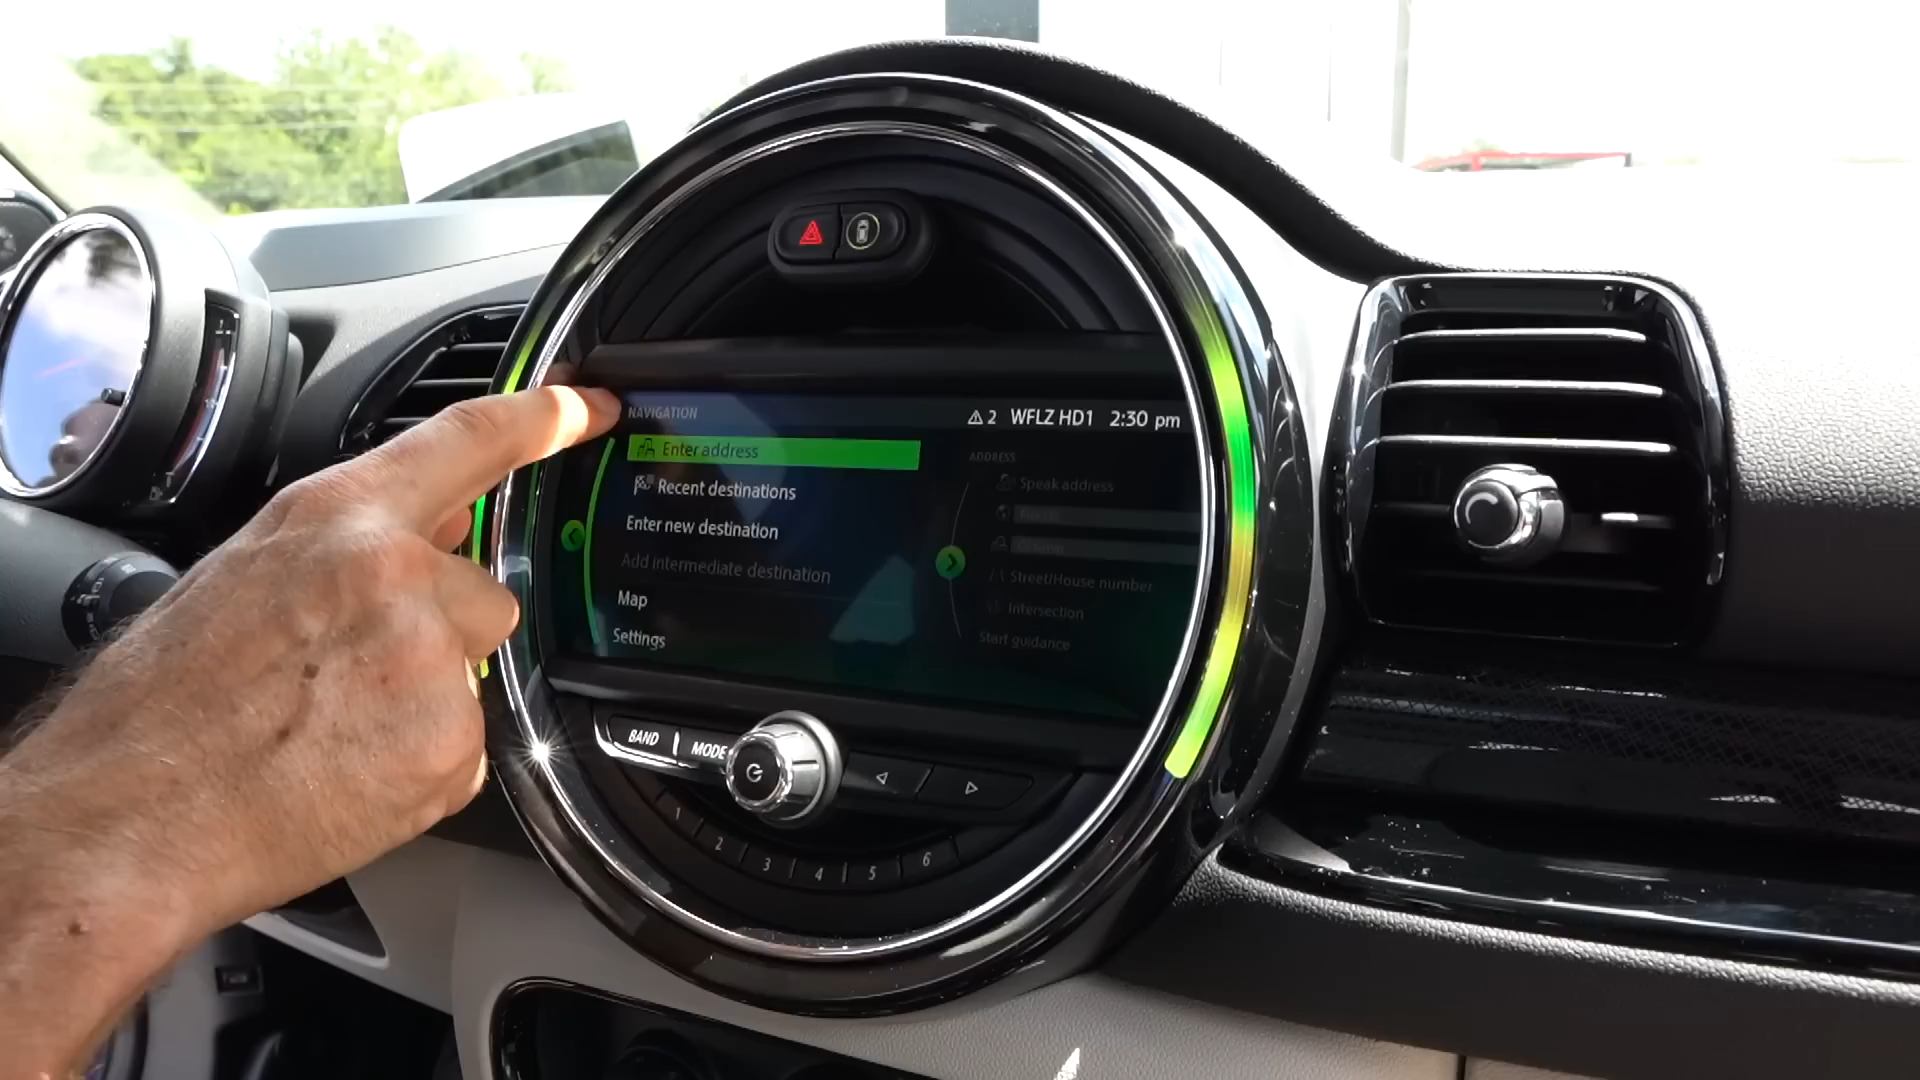 NAVIGATION
2 WFLZ HD1 2:30 pm
Enter address
Recent destinations
Enter new destination
Add intermediate destination
Map
Settings
ADDRESS
Speak address
Street/House number
Intersection
Start guidance
BAND
MODE
1
2
3
4
5
6